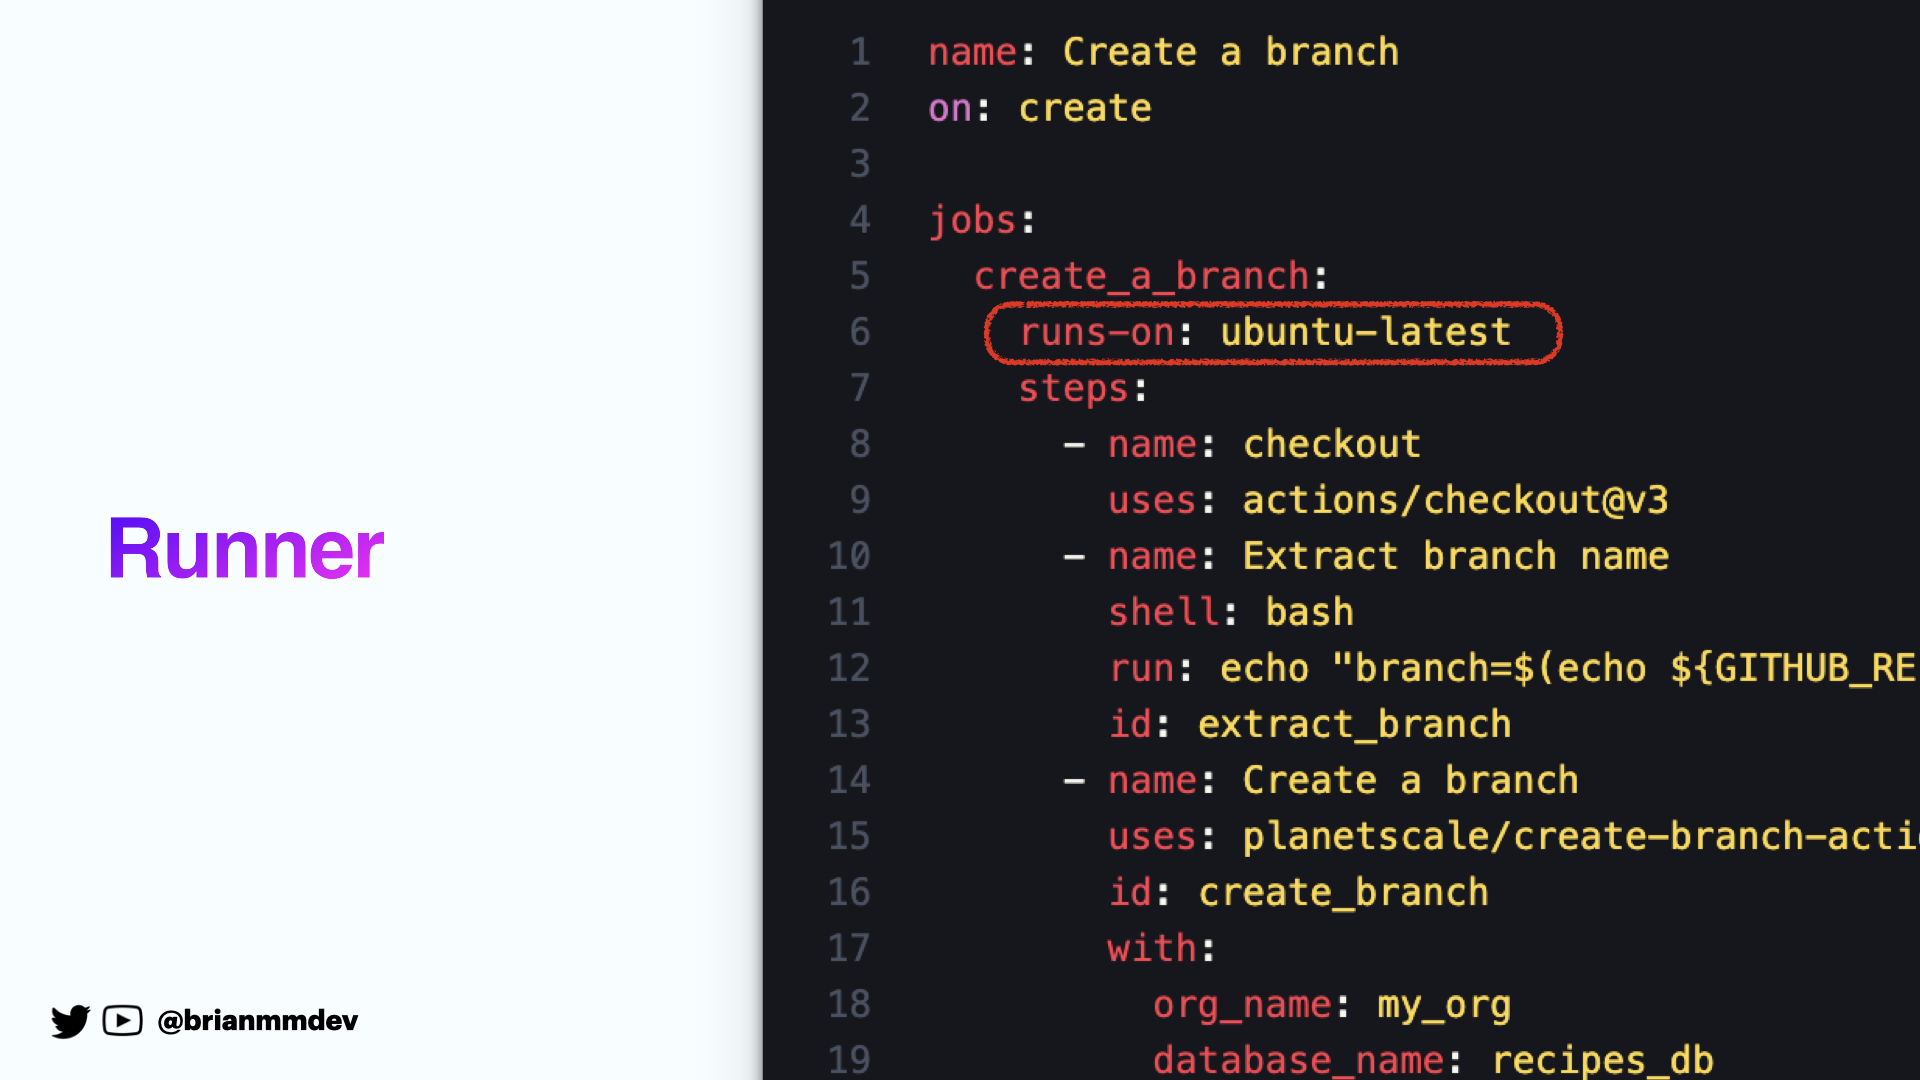 Runner
@brianmmdev
1 name: Create a branch
2 on: create
3
4 jobs:
5   create_a_branch:
6     runs-on: ubuntu-latest
7     steps:
8       - name: checkout
9         uses: actions/checkout@v3
10       - name: Extract branch name
11         shell: bash
12         run: echo "branch=$(echo ${GITHUB_RE
13         id: extract_branch
14       - name: Create a branch
15         uses: planetscale/create-branch-acti
16         id: create_branch
17         with:
18           org_name: my_org
19           database_name: recipes_db